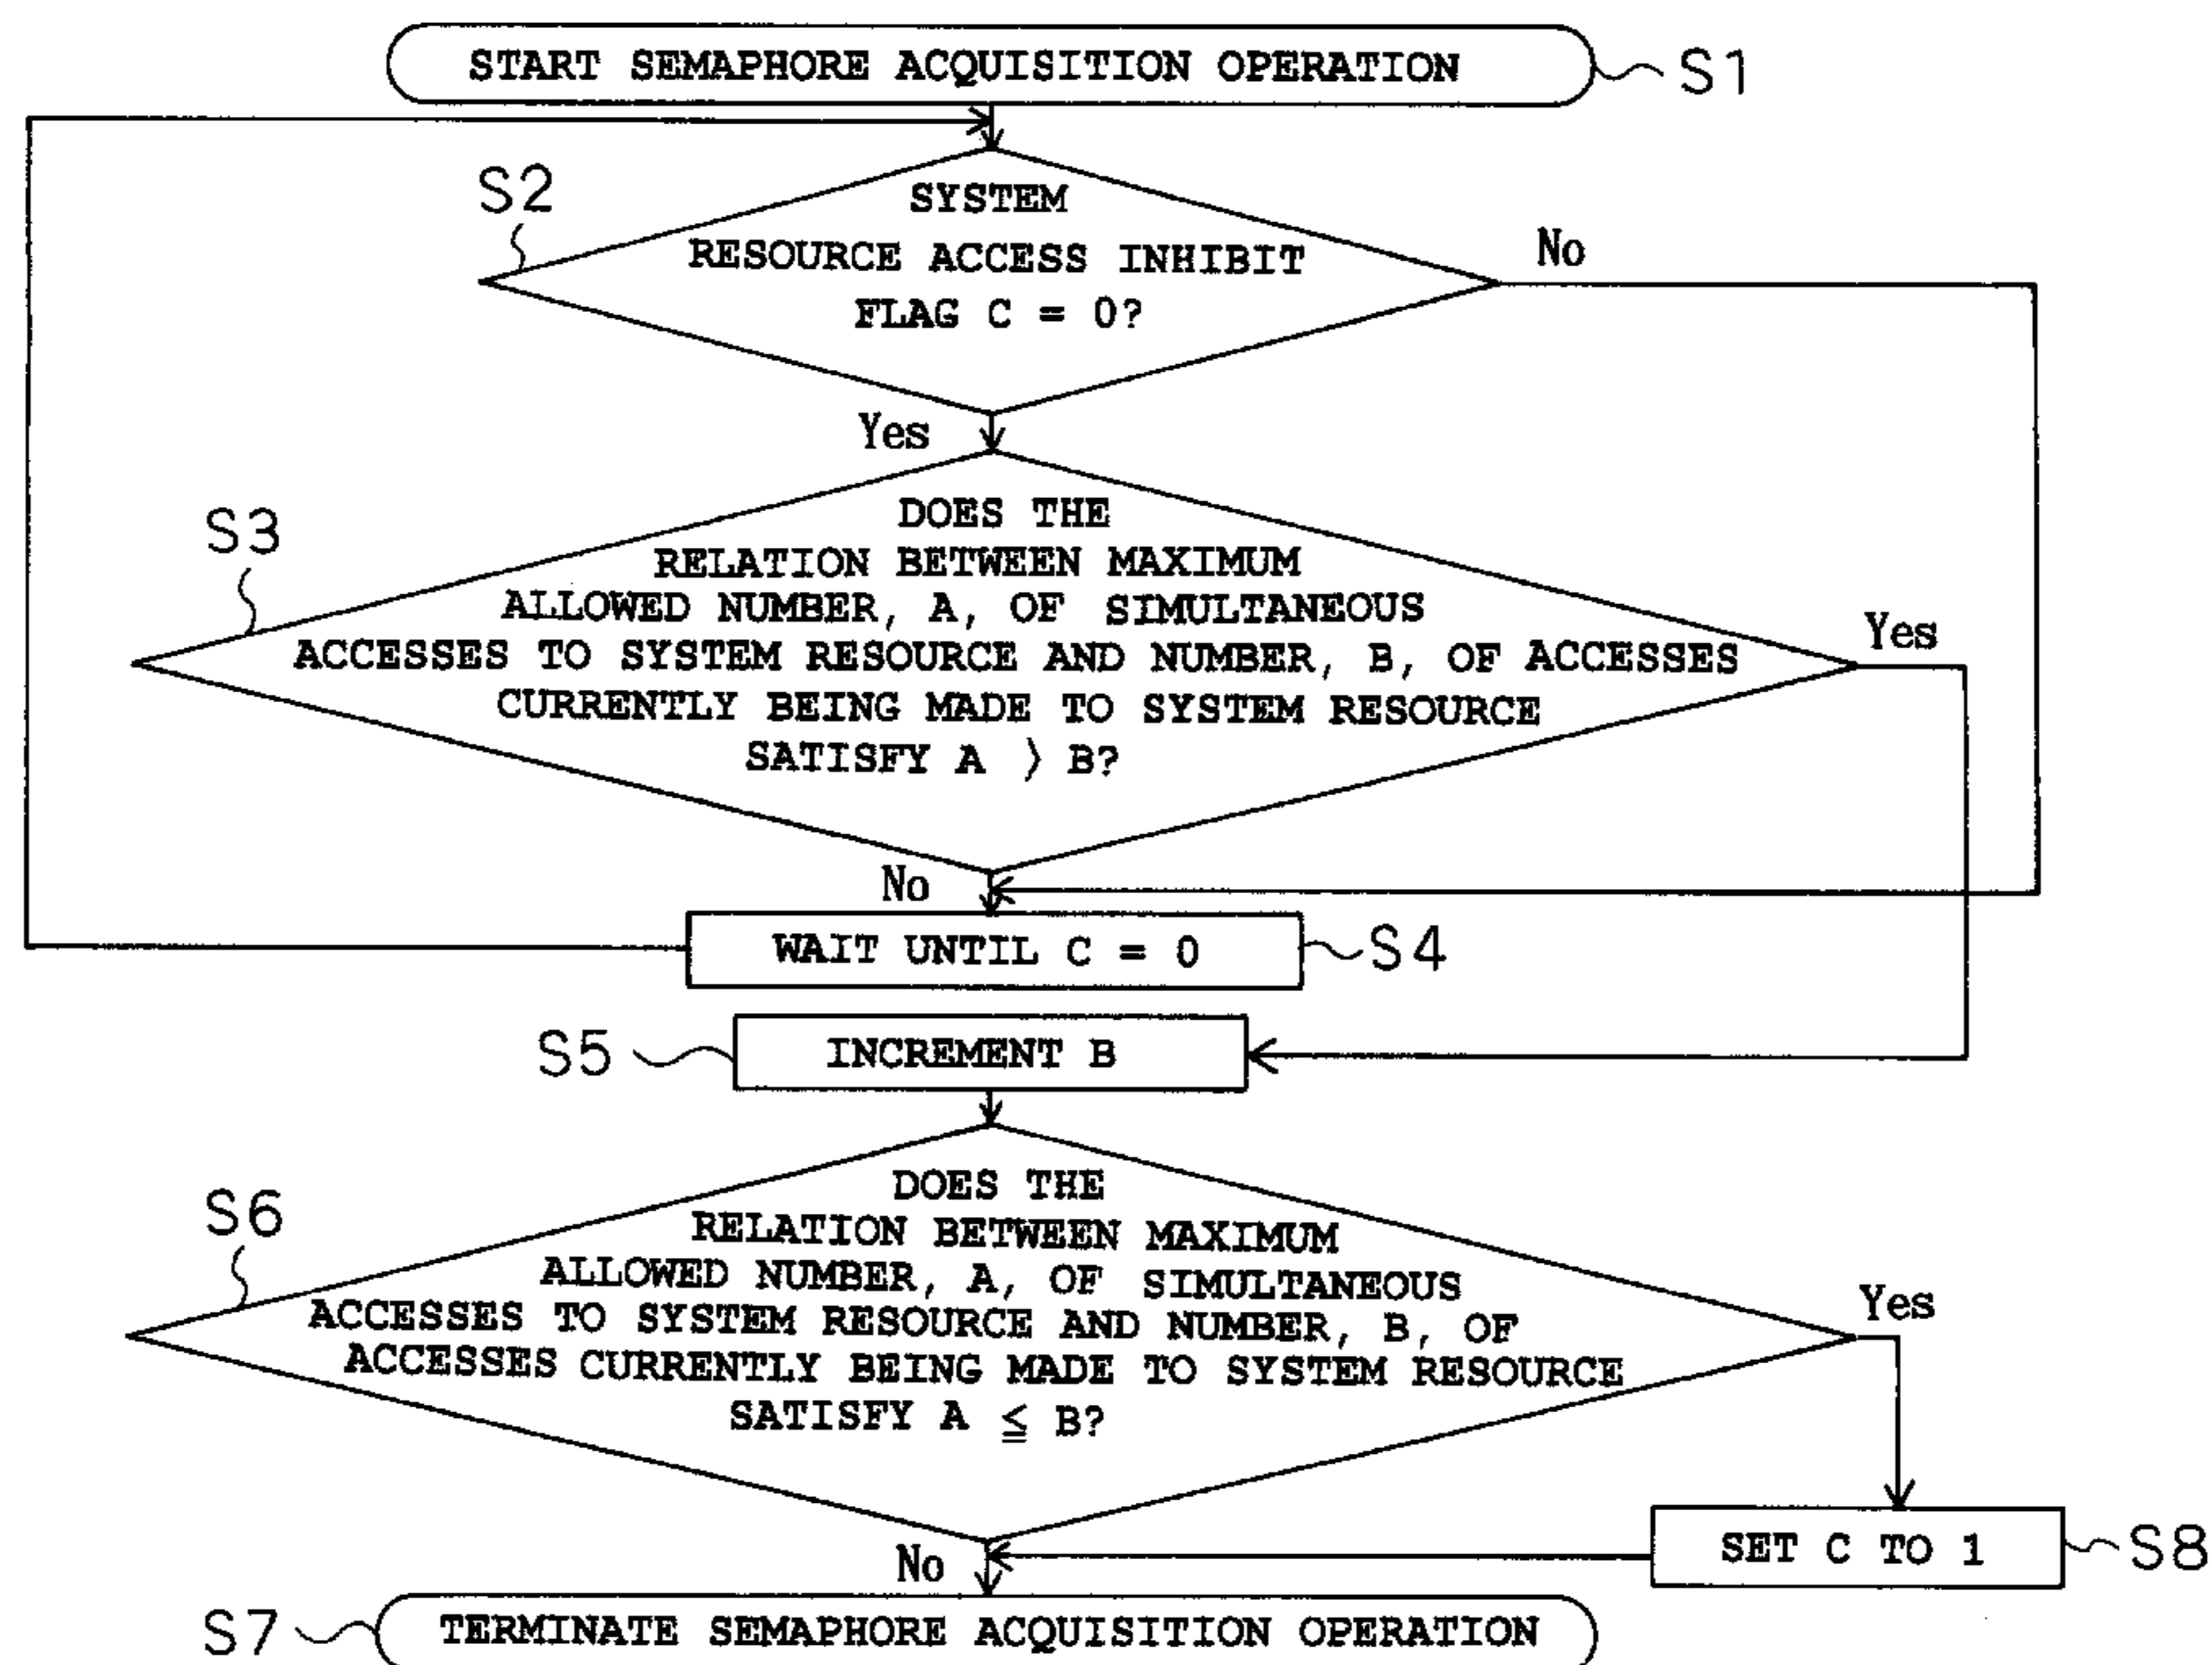 START SEMAPHORE ACQUISITION OPERATION
S1
S2
SYSTEM
RESOURCE ACCESS INHIBIT
FLAG C = 0?
No
Yes
S3
DOES THE
RELATION BETWEEN MAXIMUM
ALLOWED NUMBER, A, OF SIMULTANEOUS
ACCESSES TO SYSTEM RESOURCE AND NUMBER, B, OF ACCESSES
CURRENTLY BEING MADE TO SYSTEM RESOURCE
SATISFY A > B?
Yes
No
WAIT UNTIL C = 0
S4
S5
INCREMENT B
S6
DOES THE
RELATION BETWEEN MAXIMUM
ALLOWED NUMBER, A, OF SIMULTANEOUS
ACCESSES TO SYSTEM RESOURCE AND NUMBER, B, OF
ACCESSES CURRENTLY BEING MADE TO SYSTEM RESOURCE
SATISFY A ≦ B?
Yes
No
SET C TO 1
S8
S7
TERMINATE SEMAPHORE ACQUISITION OPERATION